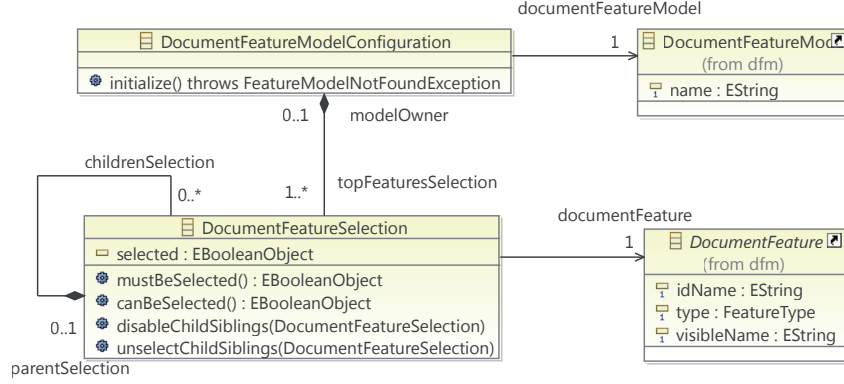 documentFeatureModel
DocumentFeatureModelConfiguration
1
(from dfm)
initialize() throws FeatureModelNotFoundException
name : EString
0..1
modelOwner
childrenSelection
0..*
1..*
topFeaturesSelection
documentFeature
DocumentFeatureSelection
1
DocumentFeature
selected : EBooleanObject
(from dfm)
mustBeSelected() : EBooleanObject
idName : EString
canBeSelected() : EBooleanObject
type : FeatureType
0..1
disableChildSiblings(DocumentFeatureSelection)
visibleName : EString
unselectChildSiblings(DocumentFeatureSelection)
parentSelection